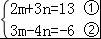 2m+3n=13 ①
3m-4n=-6 ②